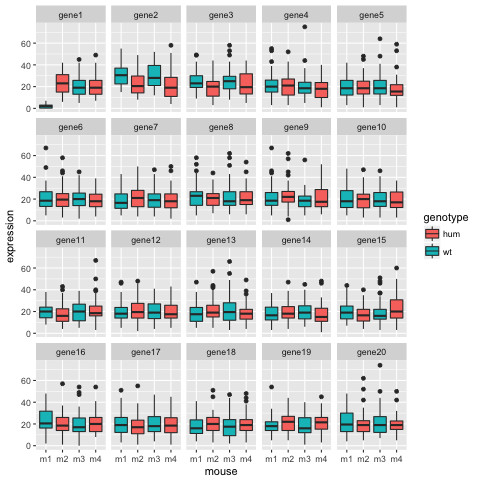 gene1 gene2 gene3 gene4 gene5
60
40
20
0
gene6 gene7 gene8 gene9 gene10
60
40
20
0
gene11 gene12 gene13 gene14 gene15
60
40
20
0
gene16 gene17 gene18 gene19 gene20
60
40
20
0
m1 m2 m3 m4 m1 m2 m3 m4 m1 m2 m3 m4 m1 m2 m3 m4 m1 m2 m3 m4
mouse
expression
genotype
hum
wt